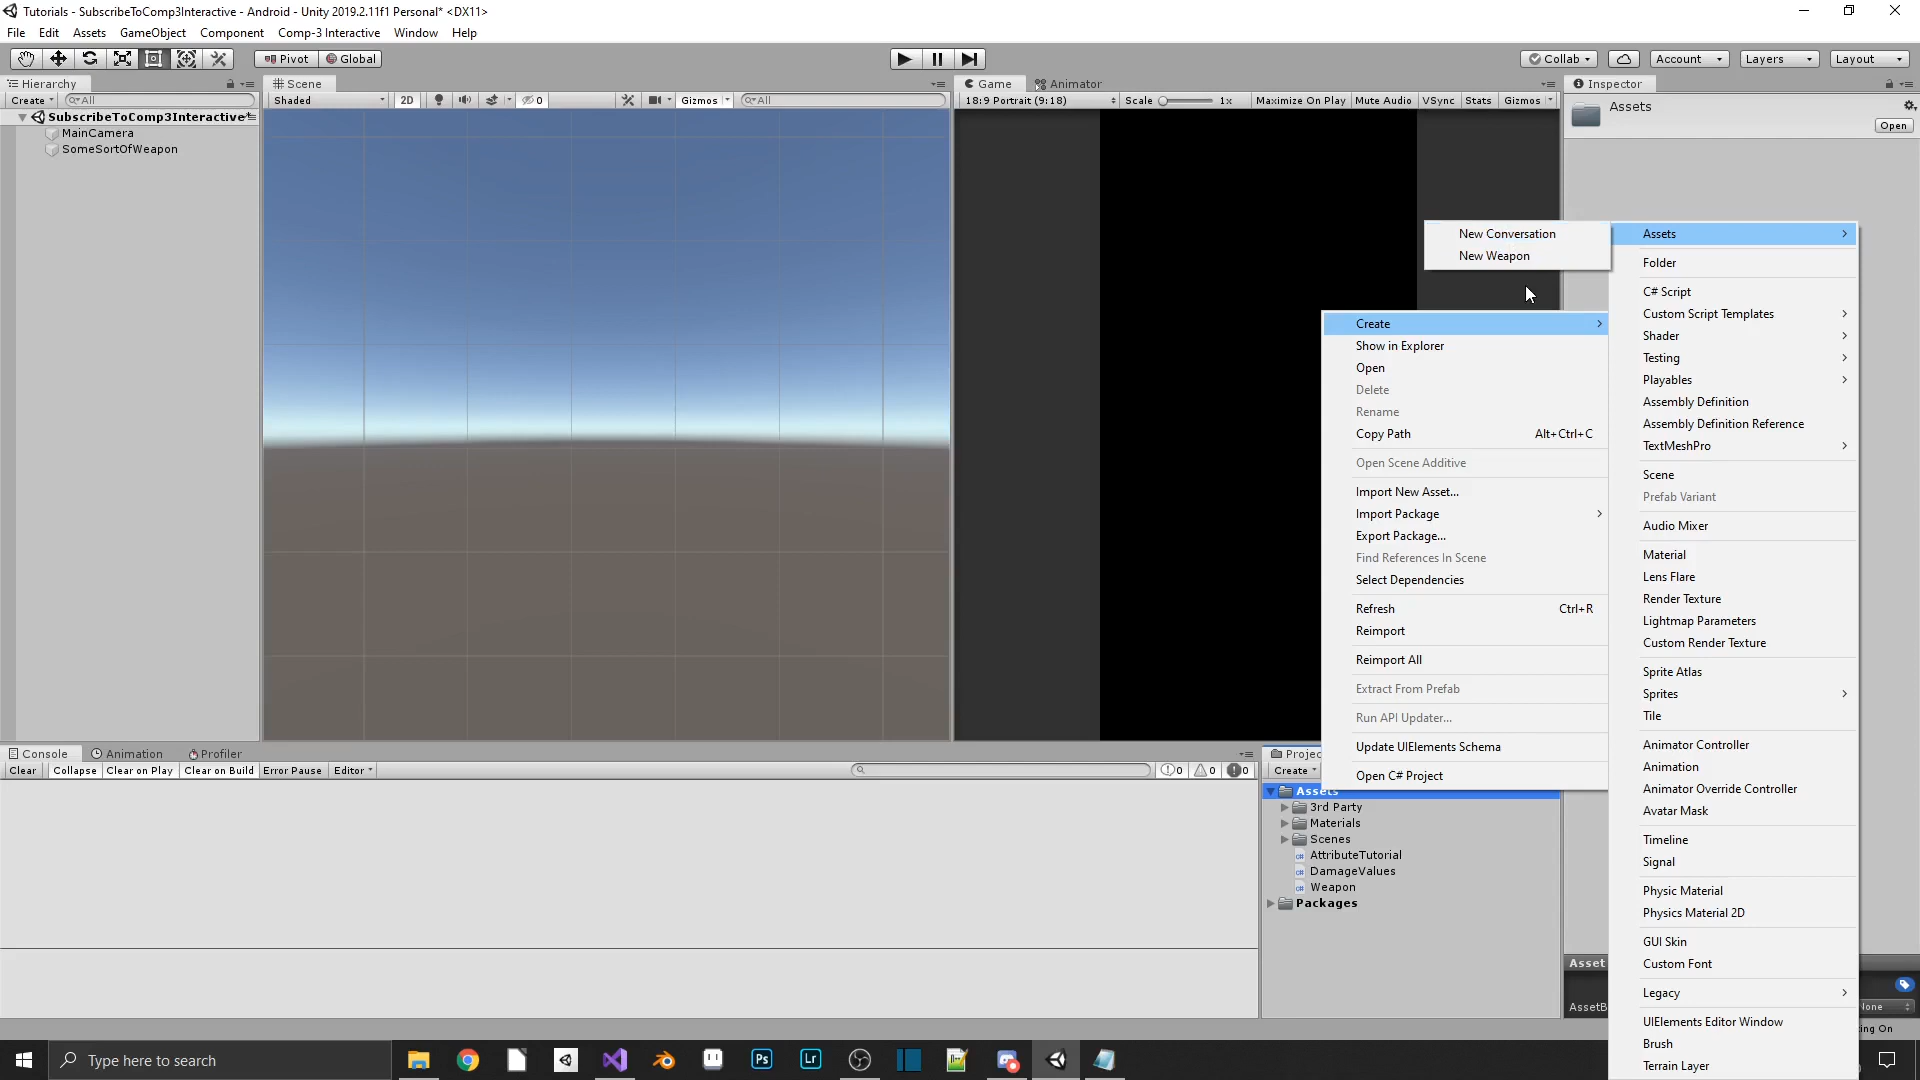 Tutorials - SubscribeToComp3Interactive - Android - Unity 2019.2.11f1 Personal* <DX11>
File Edit Assets GameObject Component Comp-3 Interactive Window Help
Pivot Global
Collab Account Layers Layout
Hierarchy
Scene
Game Animator
Inspector
Create All
Shaded 2D 0 Gizmos All
18:9 Portrait (9:18) Scale 1x Maximize On Play Mute Audio VSync Stats Gizmos
Assets
Open
SubscribeToComp3Interactive*
MainCamera
SomeSortOfWeapon
New Conversation
New Weapon
Create
Show in Explorer
Open
Delete
Rename
Copy Path Alt+Ctrl+C
Open Scene Additive
Import New Asset...
Import Package
Export Package...
Find References In Scene
Select Dependencies
Refresh Ctrl+R
Reimport
Reimport All
Extract From Prefab
Run API Updater...
Update UIElements Schema
Open C# Project
Assets
Folder
C# Script
Custom Script Templates
Shader
Testing
Playables
Assembly Definition
Assembly Definition Reference
TextMeshPro
Scene
Prefab Variant
Audio Mixer
Material
Lens Flare
Render Texture
Lightmap Parameters
Custom Render Texture
Sprite Atlas
Sprites
Tile
Animator Controller
Animation
Animator Override Controller
Avatar Mask
Timeline
Signal
Physic Material
Physics Material 2D
GUI Skin
Custom Font
Legacy
UIElements Editor Window
Brush
Terrain Layer
Console Animation Profiler
Clear Collapse Clear on Play Clear on Build Error Pause Editor
0 0 0
Create
Assets
3rd Party
Materials
Scenes
AttributeTutorial
DamageValues
Weapon
Packages
Asset
Type here to search
Ps
Lr